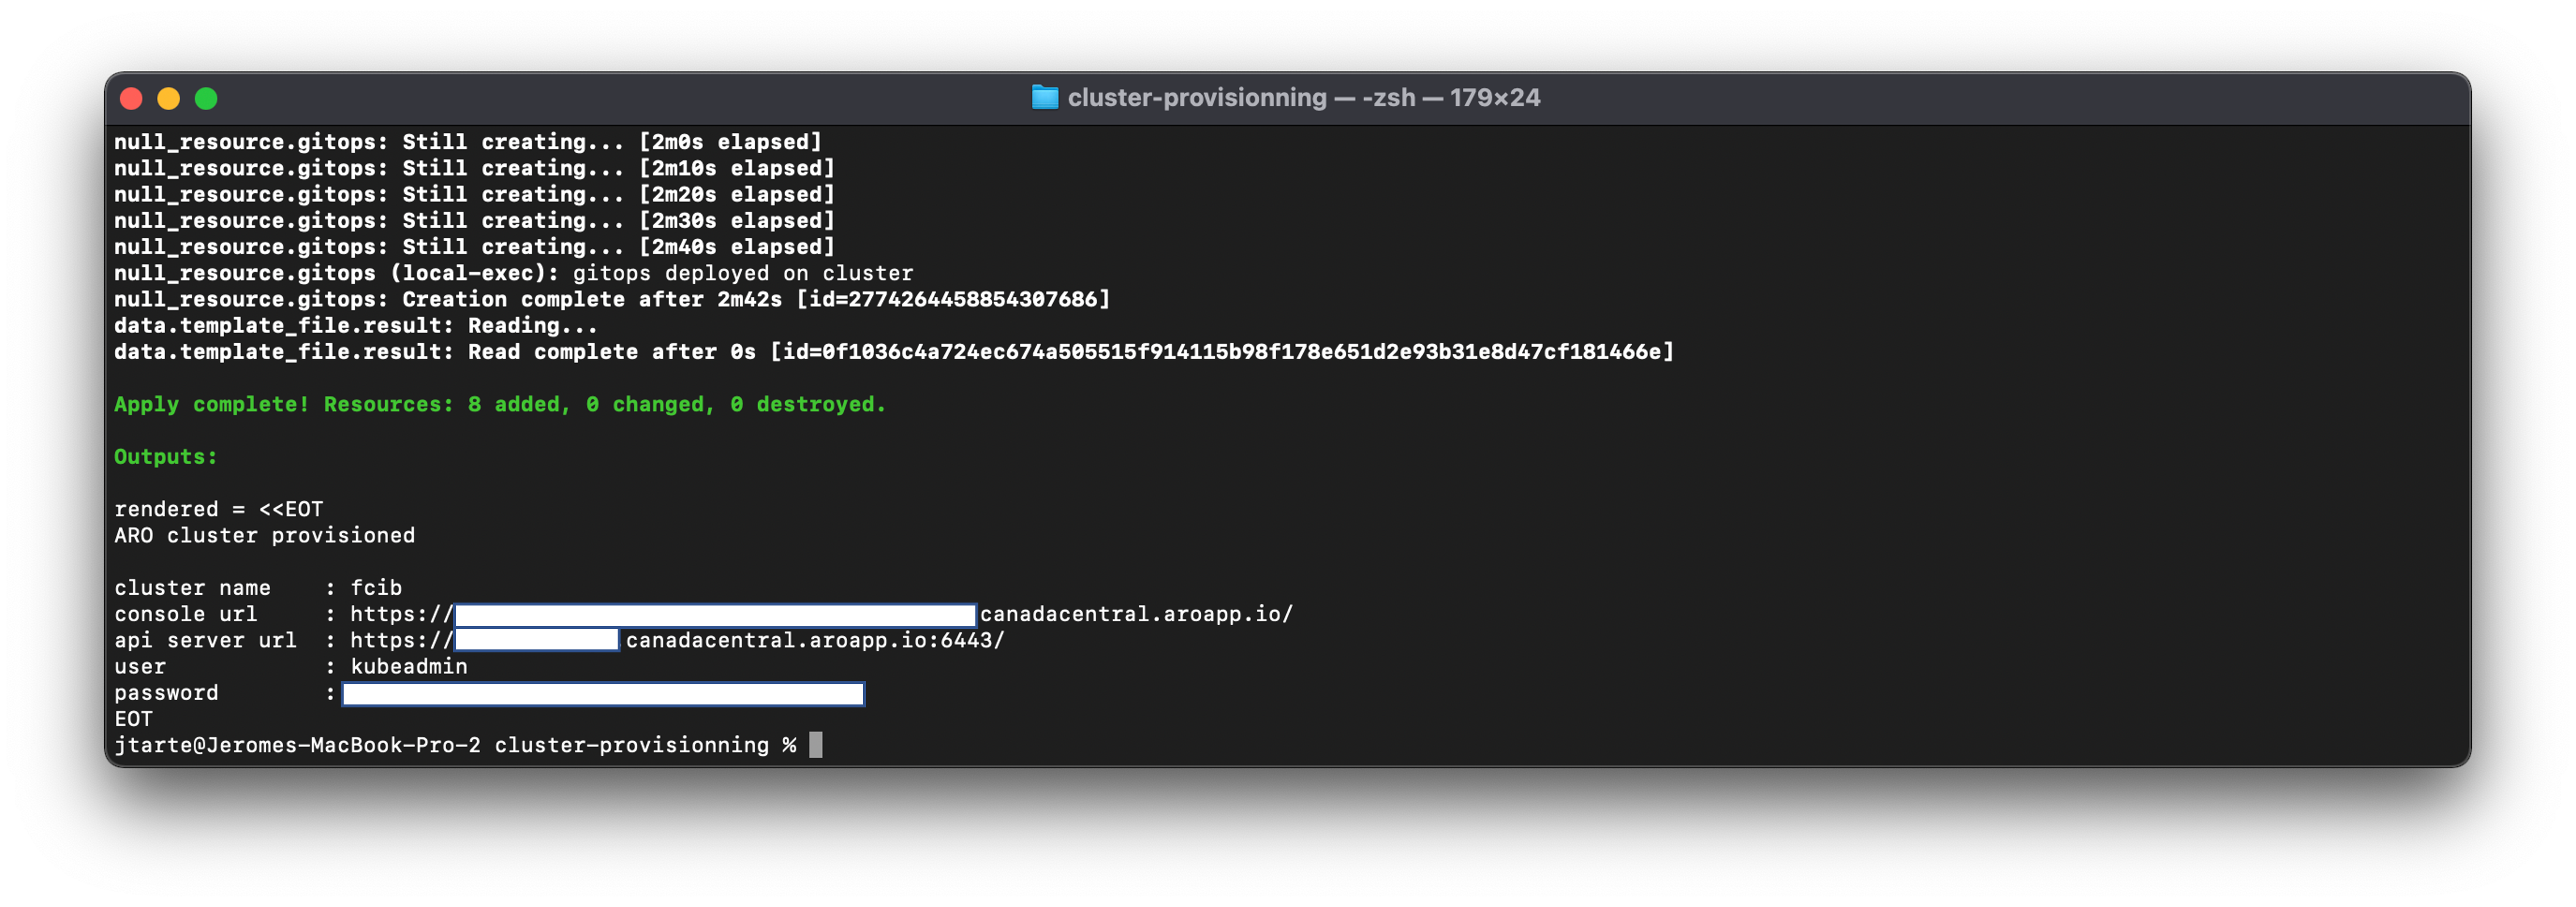 cluster-provisionning — -zsh — 179×24
null_resource.gitops: Still creating... [2m0s elapsed]
null_resource.gitops: Still creating... [2m10s elapsed]
null_resource.gitops: Still creating... [2m20s elapsed]
null_resource.gitops: Still creating... [2m30s elapsed]
null_resource.gitops: Still creating... [2m40s elapsed]
null_resource.gitops (local-exec): gitops deployed on cluster
null_resource.gitops: Creation complete after 2m42s [id=2774264458854307686]
data.template_file.result: Reading...
data.template_file.result: Read complete after 0s [id=0f1036c4a724ec674a505515f914115b98f178e651d2e93b31e8d47cf181466e]
Apply complete! Resources: 8 added, 0 changed, 0 destroyed.
Outputs:
rendered = <<EOT
ARO cluster provisioned
cluster name    : fcib
console url     : https:// canadacentral.aroapp.io/
api server url  : https:// canadacentral.aroapp.io:6443/
user            : kubeadmin
password        :
EOT
jtarte@Jeromes-MacBook-Pro-2 cluster-provisionning %